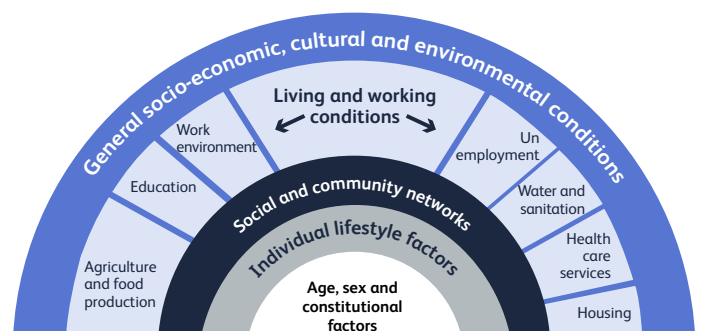 General socio-economic, cultural and environmental conditions
Living and working
conditions
Work
environment
Education
Agriculture
and food
production
Un
employment
Water and
sanitation
Health
care
services
Housing
Social and community networks
Individual lifestyle factors
Age, sex and
constitutional
factors